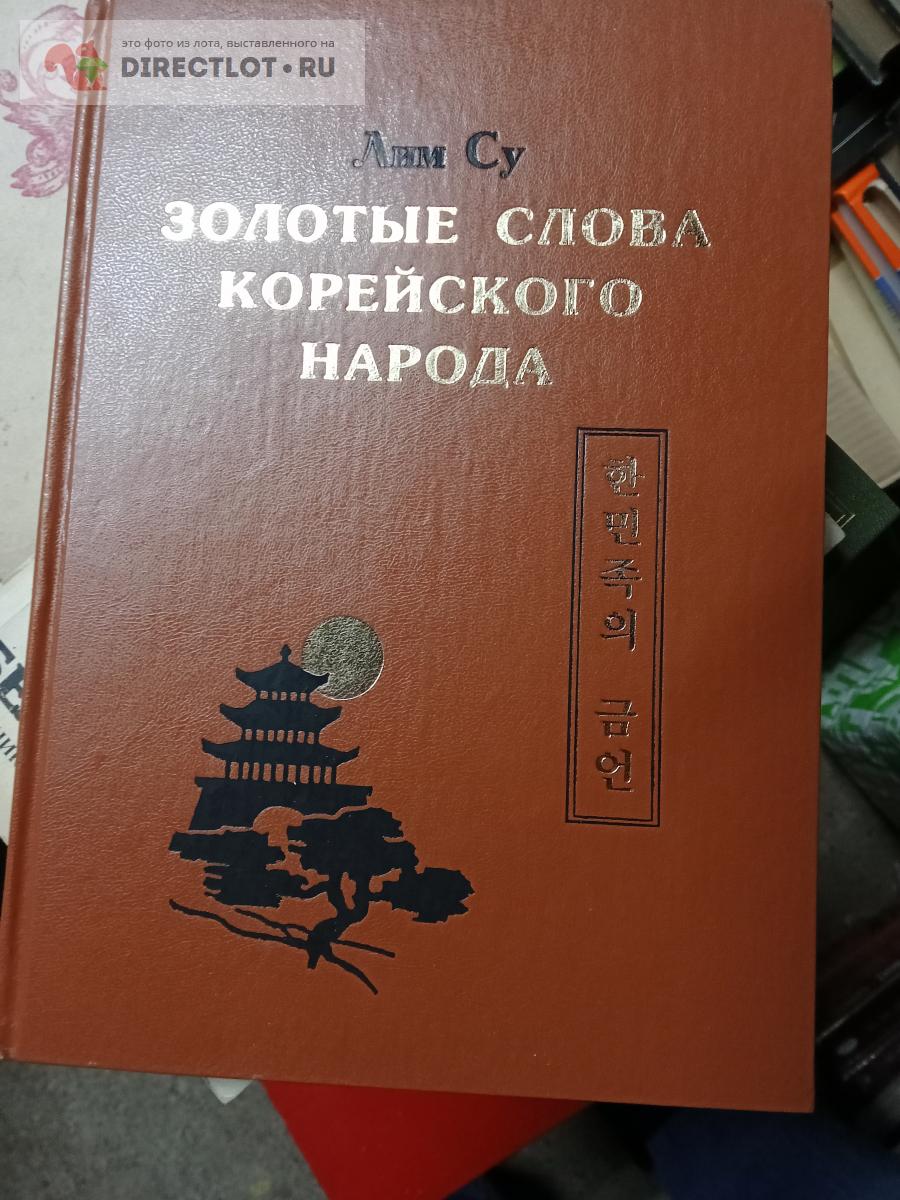 это фото из лота, выставленного на
DIRECTLOT•RU
Лим Су
ЗОЛОТЫЕ СЛОВА
КОРЕЙСКОГО
НАРОДА
한민족의 금언